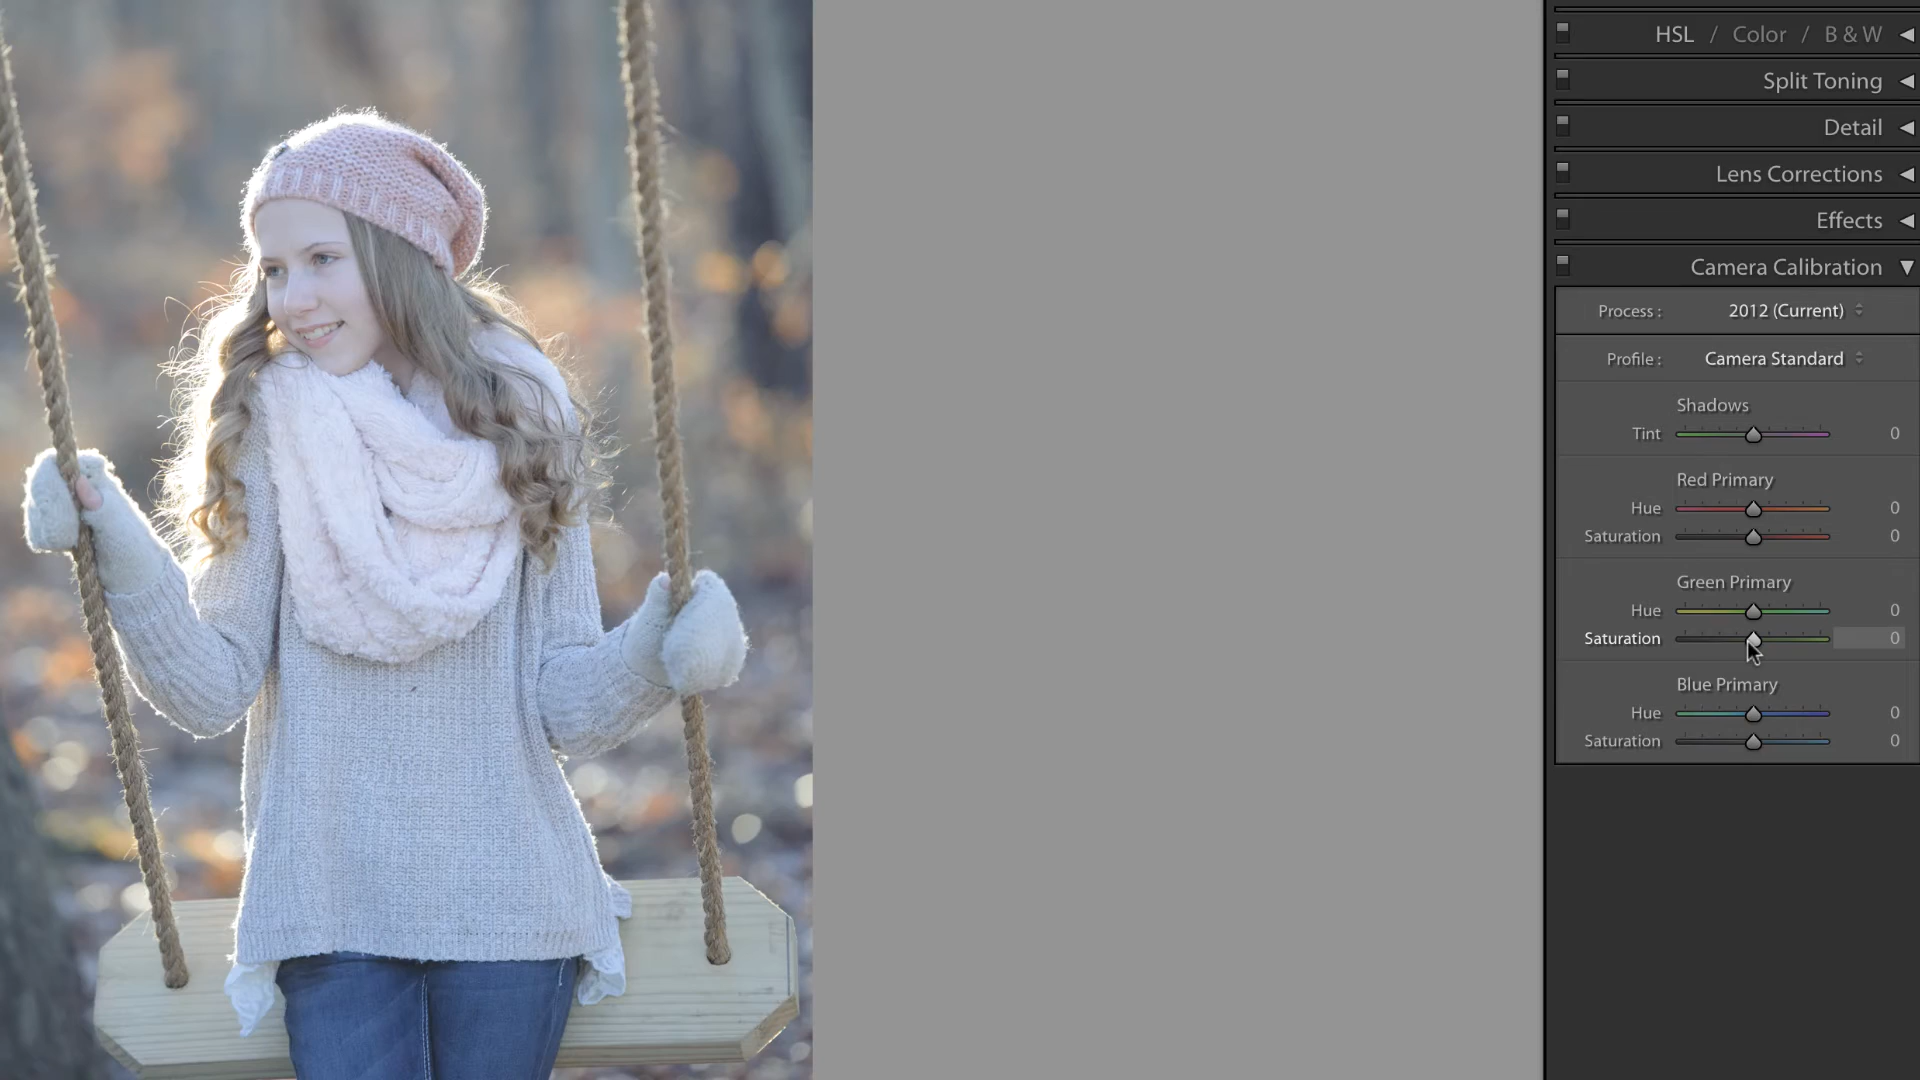 HSL / Color / B & W
Split Toning
Detail
Lens Corrections
Effects
Camera Calibration
Process : 2012 (Current)
Profile : Camera Standard
Shadows
Tint 0
Red Primary
Hue 0
Saturation 0
Green Primary
Hue 0
Saturation 0
Blue Primary
Hue 0
Saturation 0